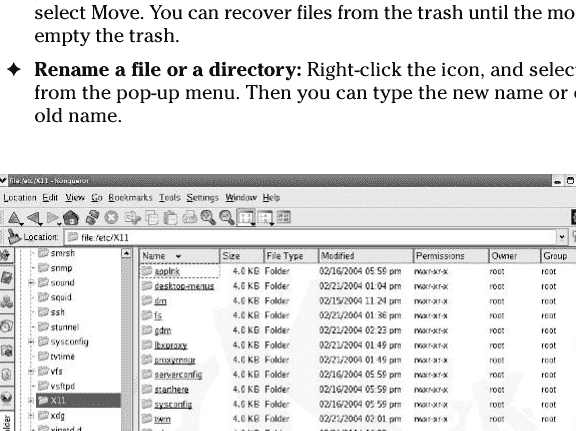 select Move. You can recover files from the trash until the mo
empty the trash.
✦ Rename a file or a directory: Right-click the icon, and selec
from the pop-up menu. Then you can type the new name or
old name.
file:/etc/X11 - Konqueror
Location Edit View Go Bookmarks Tools Settings Window Help
Location: file:/etc/X11
Name Size File Type Modified Permissions Owner Group
smrsh
snmp
sound
squid
ssh
stunnel
sysconfig
tvtime
vfs
vsftpd
X11
xdg
xinetd.d
applnk 4.0 KB Folder 02/16/2004 05:59 pm rwxr-xr-x root root
desktop-menus 4.0 KB Folder 02/21/2004 01:04 pm rwxr-xr-x root root
dm 4.0 KB Folder 02/15/2004 11:24 pm rwxr-xr-x root root
fs 4.0 KB Folder 02/21/2004 01:36 pm rwxr-xr-x root root
gdm 4.0 KB Folder 02/21/2004 02:23 pm rwxr-xr-x root root
lbxproxy 4.0 KB Folder 02/21/2004 01:49 pm rwxr-xr-x root root
proxymngr 4.0 KB Folder 02/21/2004 01:49 pm rwxr-xr-x root root
serverconfig 4.0 KB Folder 02/16/2004 05:59 pm rwxr-xr-x root root
starthere 4.0 KB Folder 02/16/2004 05:59 pm rwxr-xr-x root root
sysconfig 4.0 KB Folder 02/16/2004 05:59 pm rwxr-xr-x root root
twm 4.0 KB Folder 02/21/2004 02:01 pm rwxr-xr-x root root